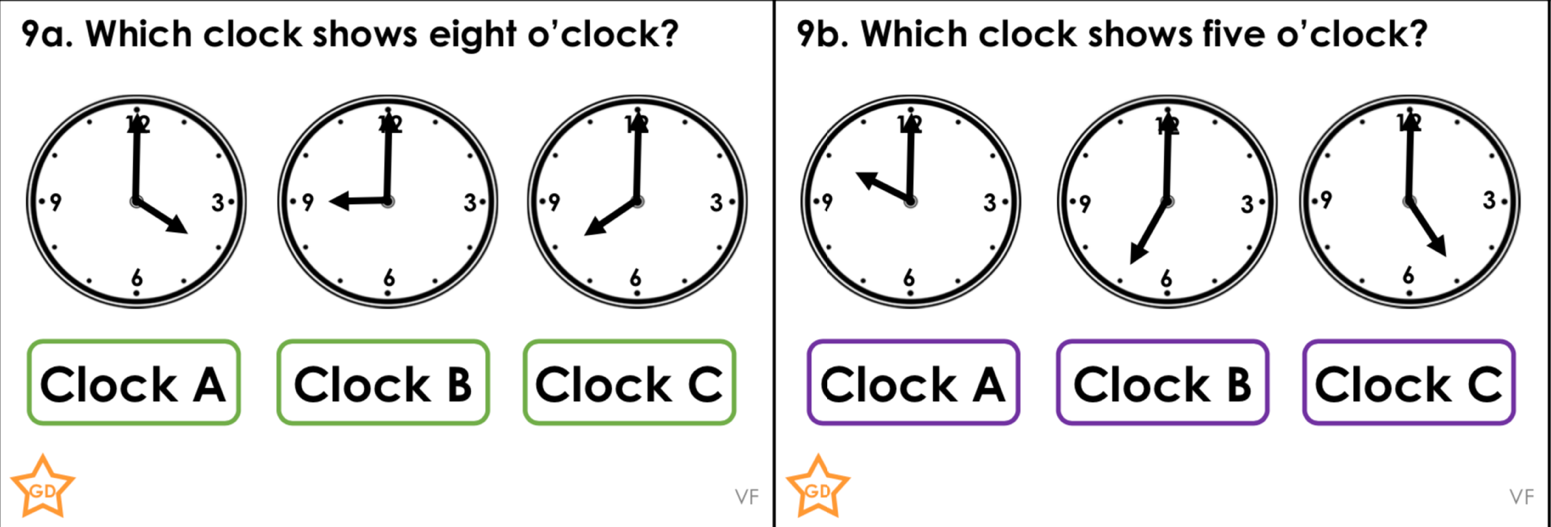 9a. Which clock shows eight o’clock?
12
9
3
6
12
9
3
6
12
9
3
6
Clock A
Clock B
Clock C
GD
VF
9b. Which clock shows five o’clock?
12
9
3
6
12
9
3
6
12
9
3
6
Clock A
Clock B
Clock C
GD
VF